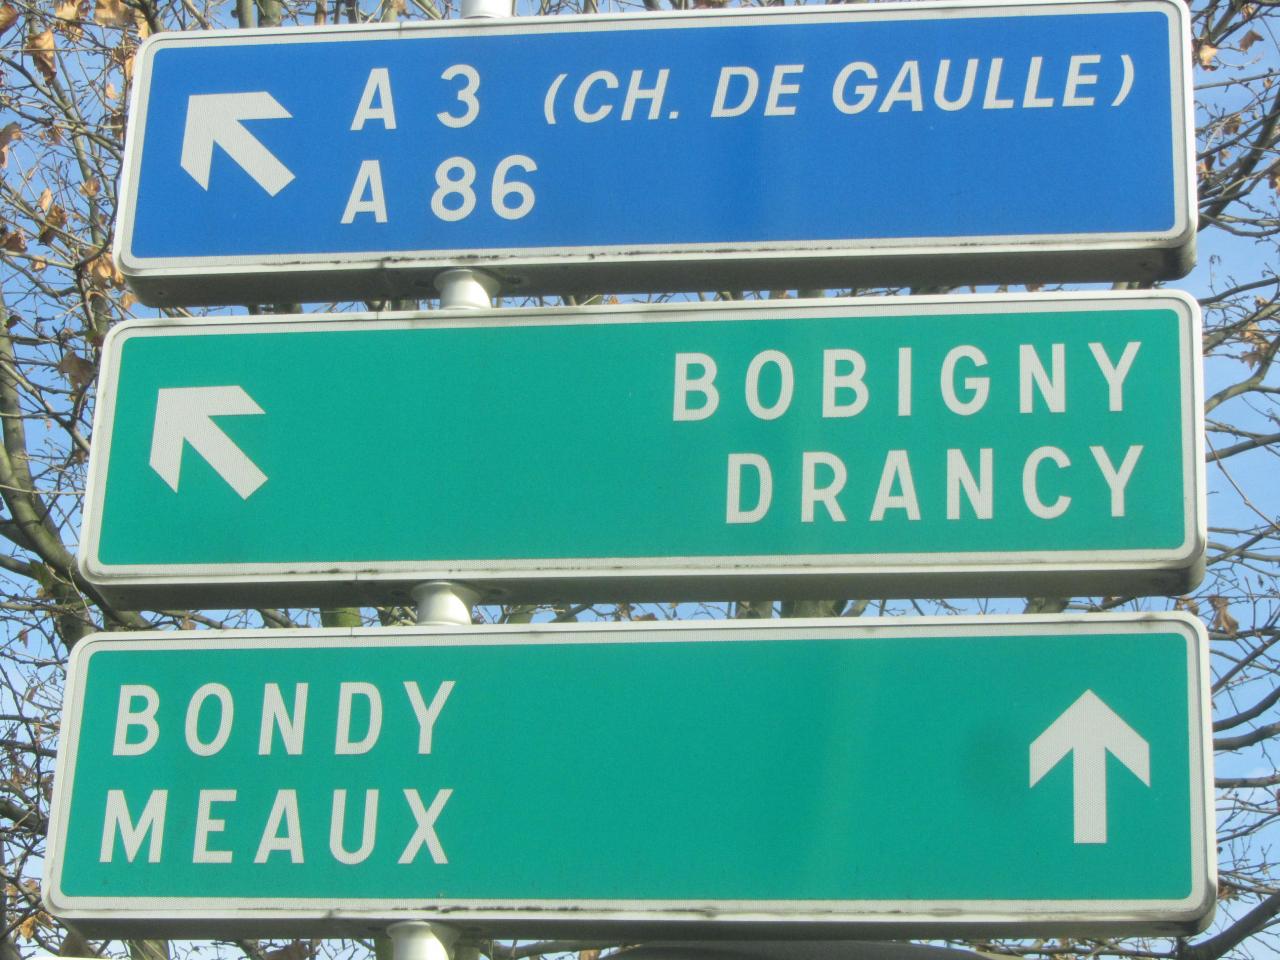 A 3 (CH. DE GAULLE)
A 86
BOBIGNY
DRANCY
BONDY
MEAUX